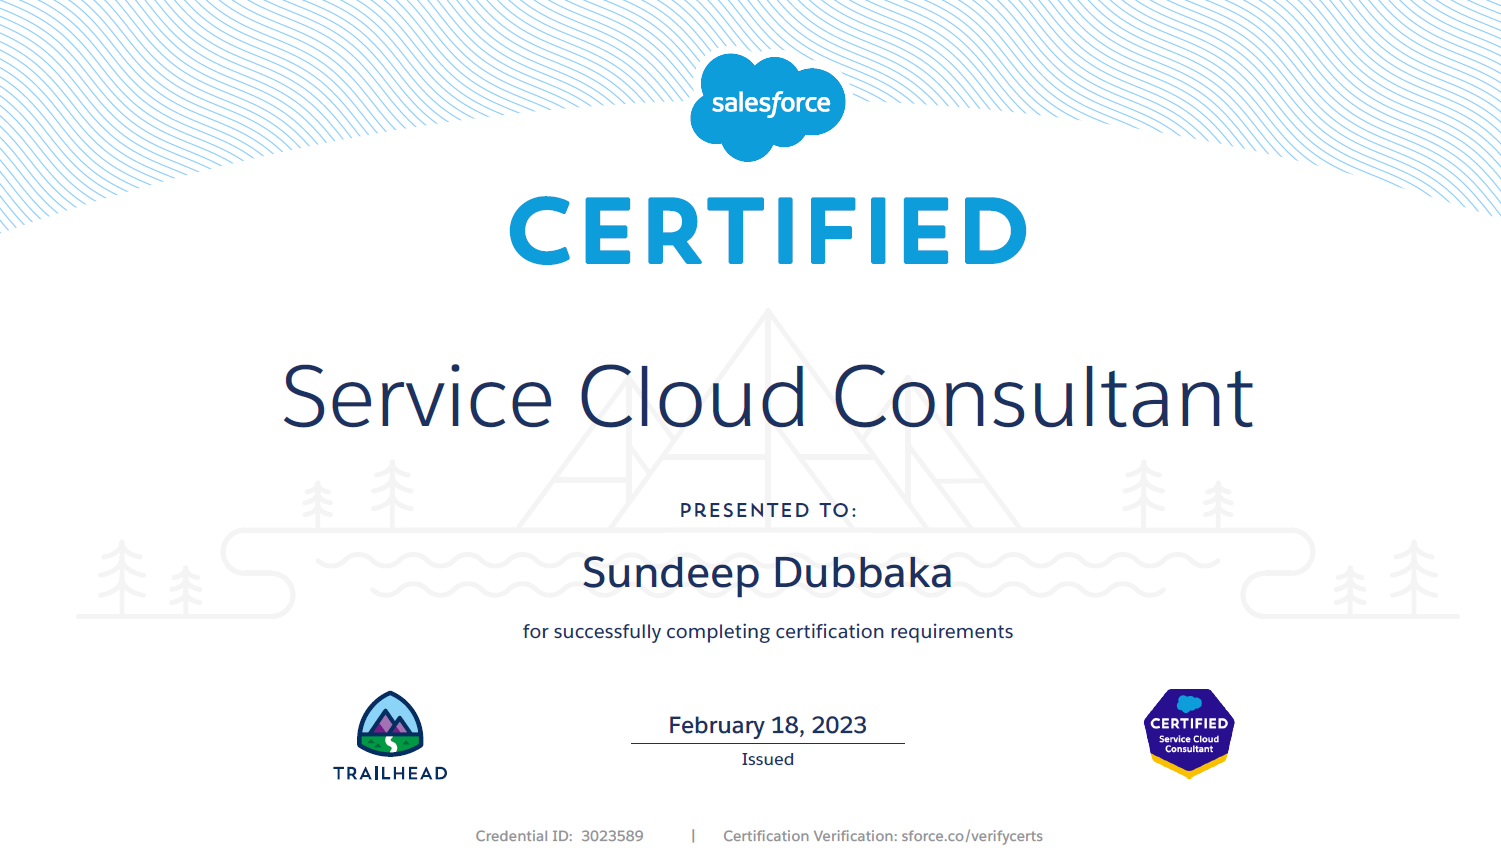 salesforce
CERTIFIED
Service Cloud Consultant
PRESENTED TO:
Sundeep Dubbaka
for successfully completing certification requirements
February 18, 2023
Issued
TRAILHEAD
CERTIFIED
Service Cloud
Consultant
Credential ID: 3023589 | Certification Verification: sforce.co/verifycerts